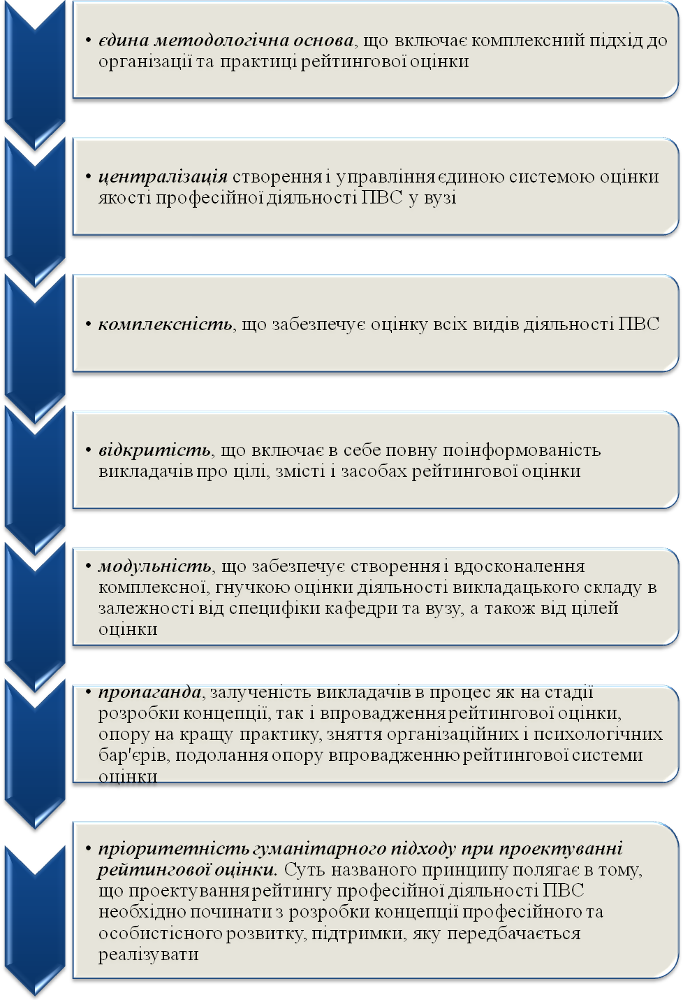 • єдина методологічна основа, що включає комплексний підхід до
організації та практиці рейтингової оцінки
• централізація створення і управління єдиною системою оцінки
якості професійної діяльності ПВС у вузі
• комплексність, що забезпечує оцінку всіх видів діяльності ПВС
• відкритість, що включає в себе повну поінформованість
викладачів про цілі, змісті і засобах рейтингової оцінки
• модульність, що забезпечує створення і вдосконалення
комплексної, гнучкою оцінки діяльності викладацького складу в
залежності від специфіки кафедри та вузу, а також від цілей
оцінки
• пропаганда, залученість викладачів в процес як на стадії
розробки концепції, так і впровадження рейтингової оцінки,
опору на кращу практику, зняття організаційних і психологічних
бар'єрів, подолання опору впровадженню рейтингової системи
оцінки
• пріоритетність гуманітарного підходу при проектуванні
рейтингової оцінки. Суть названого принципу полягає в тому,
що проектування рейтингу професійної діяльності ПВС
необхідно починати з розробки концепції професійного та
особистісного розвитку, підтримки, яку передбачається
реалізувати